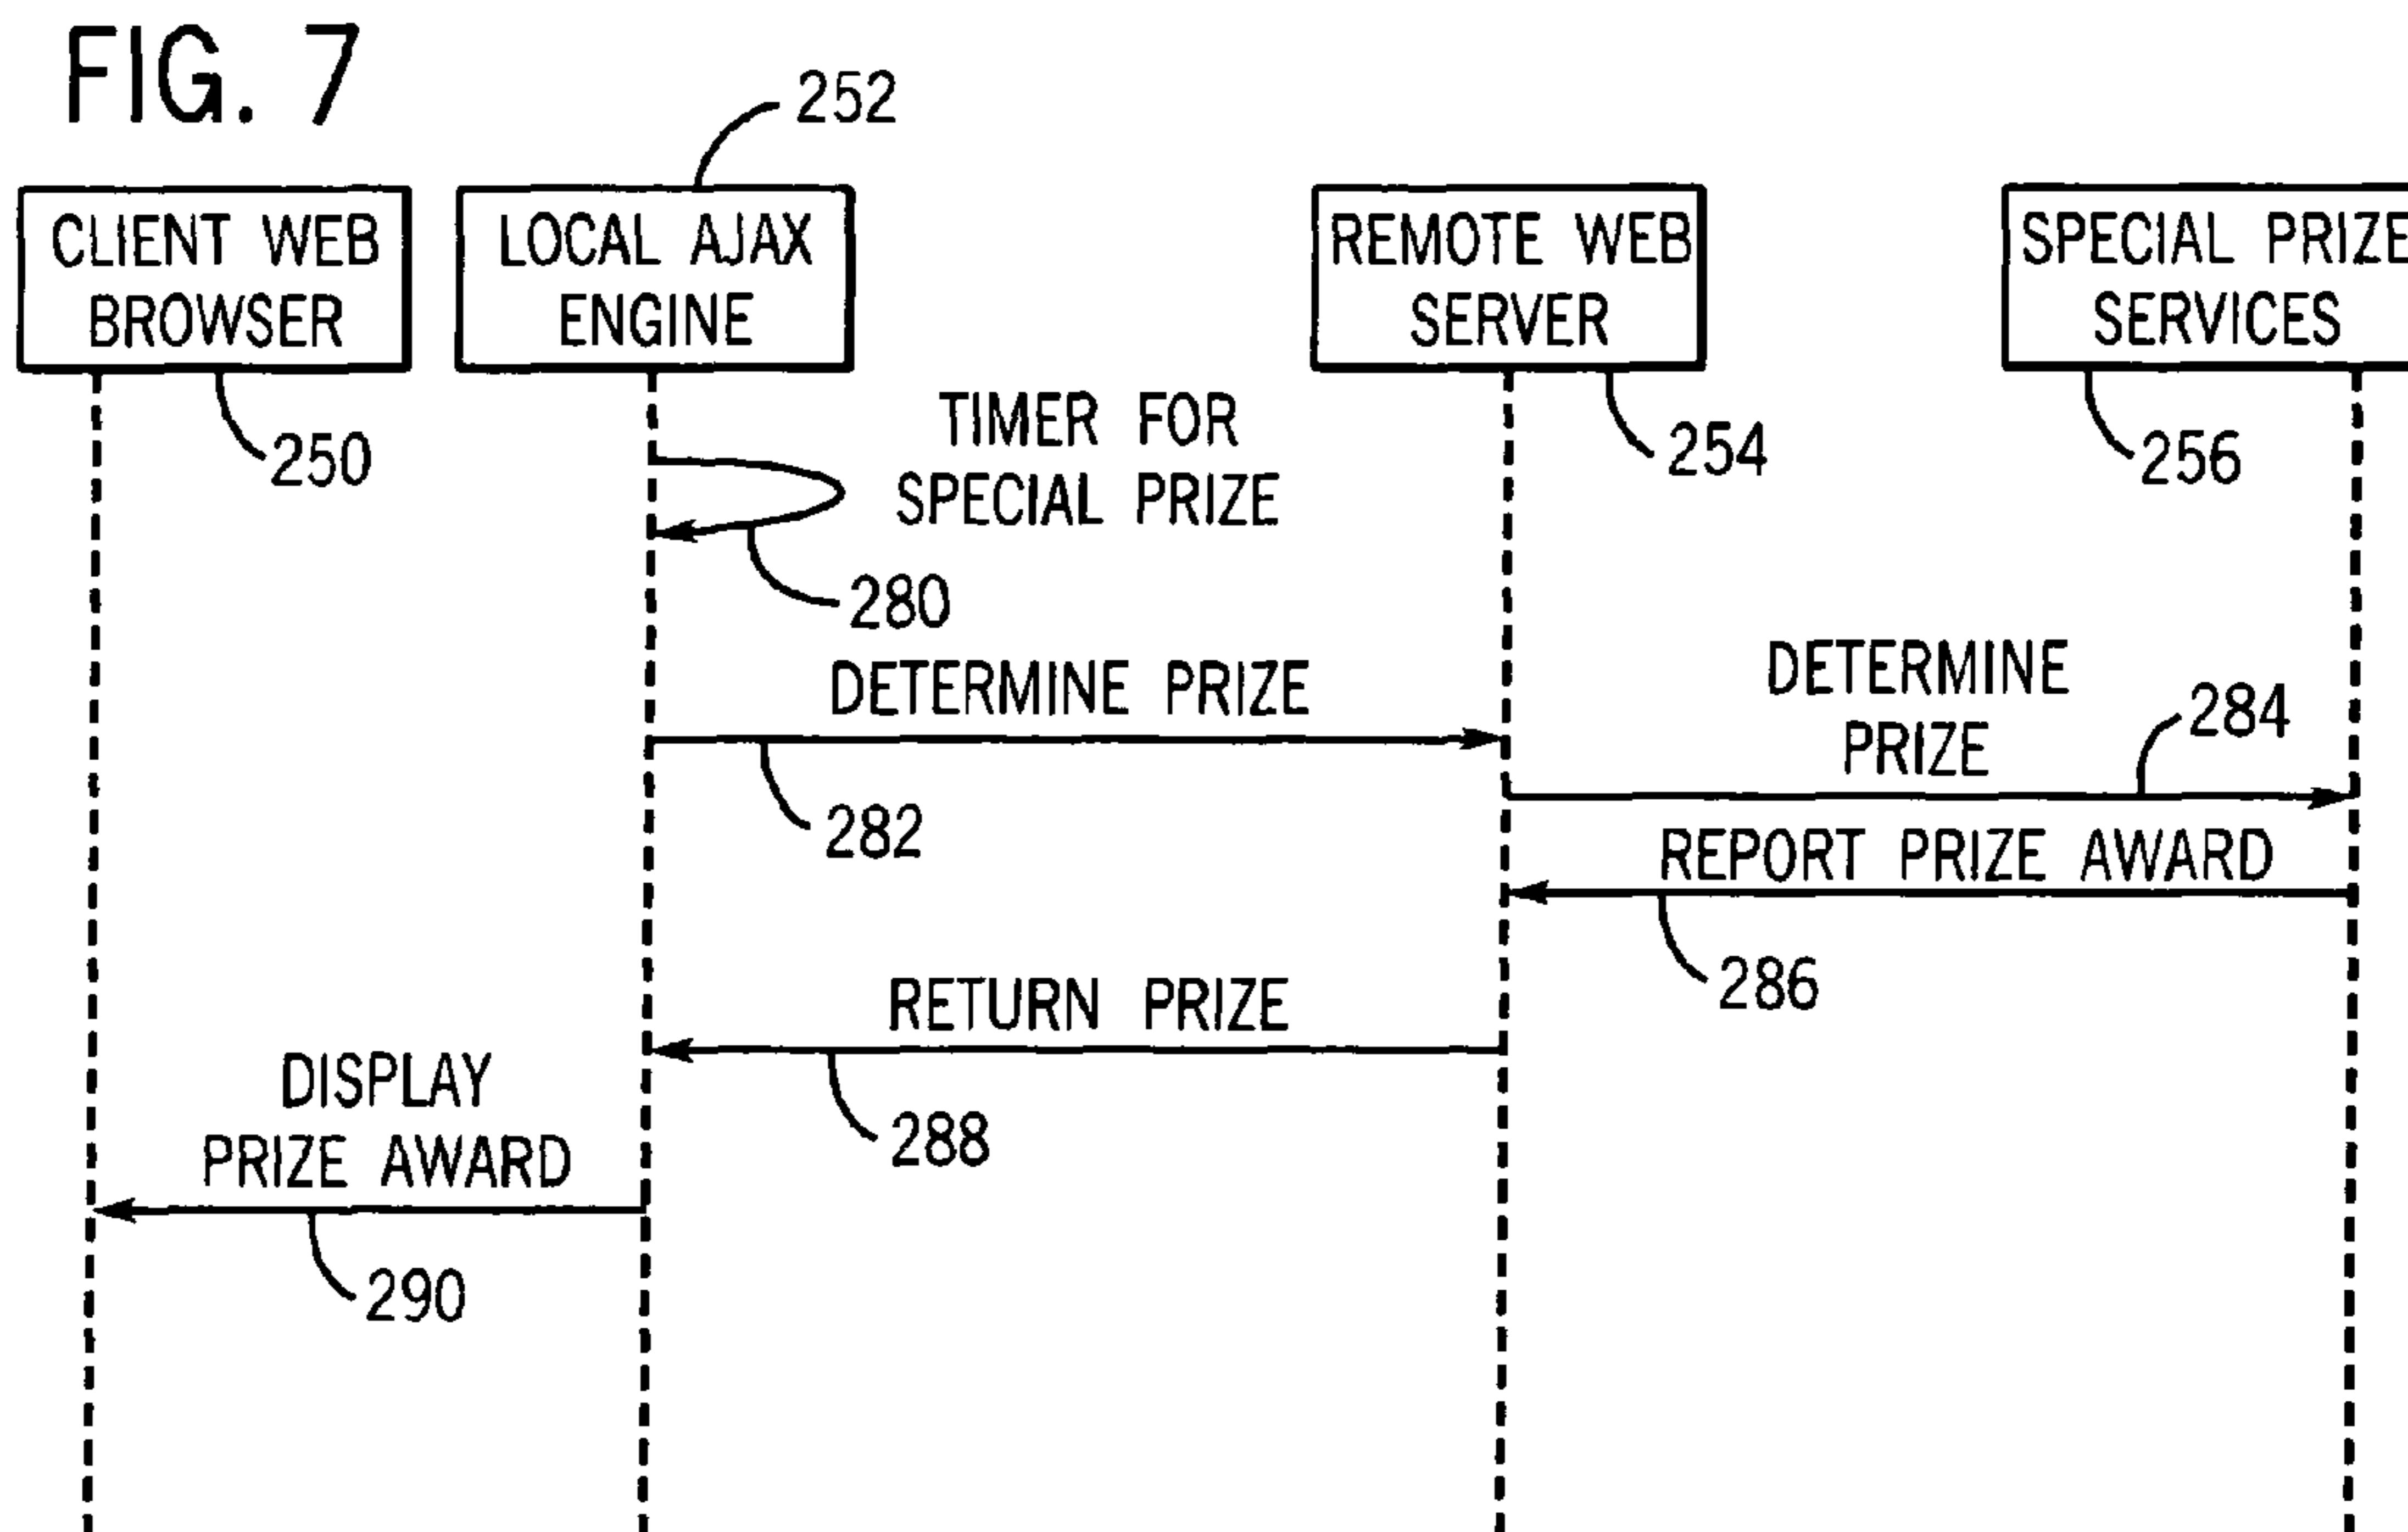 FIG. 7
252
CLIENT WEB
BROWSER
LOCAL AJAX
ENGINE
REMOTE WEB
SERVER
SPECIAL PRIZE
SERVICES
250
254
256
TIMER FOR
SPECIAL PRIZE
280
DETERMINE PRIZE
282
DETERMINE
PRIZE
284
REPORT PRIZE AWARD
286
RETURN PRIZE
288
DISPLAY
PRIZE AWARD
290